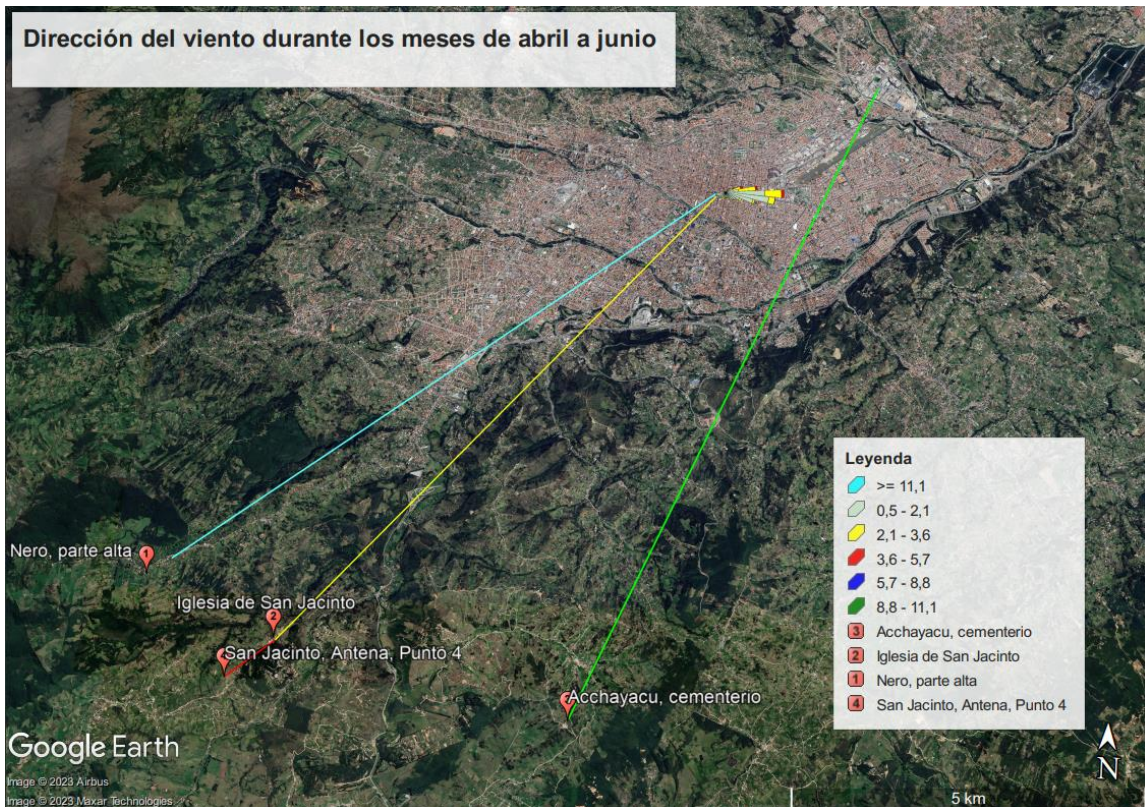 Dirección del viento durante los meses de abril a junio
Nero, parte alta
1
Iglesia de San Jacinto
2
San Jacinto, Antena, Punto 4
Acchayacu, cementerio
Leyenda
>= 11,1
0,5 - 2,1
2,1 - 3,6
3,6 - 5,7
5,7 - 8,8
8,8 - 11,1
3 Acchayacu, cementerio
2 Iglesia de San Jacinto
1 Nero, parte alta
4 San Jacinto, Antena, Punto 4
Google Earth
Image © 2023 Airbus
Image © 2023 Maxar Technologies
N
5 km